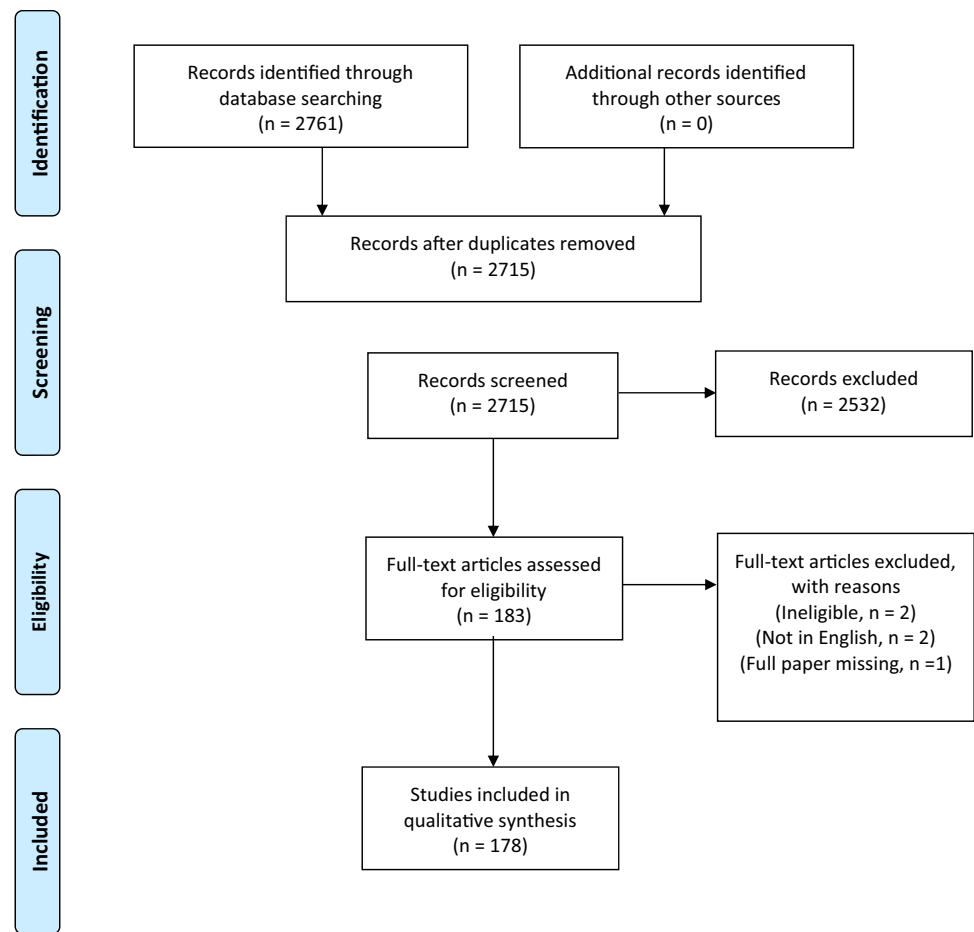 Identification
Records identified through
database searching
(n = 2761)
Additional records identified
through other sources
(n = 0)
Records after duplicates removed
(n = 2715)
Screening
Records screened
(n = 2715)
Records excluded
(n = 2532)
Eligibility
Full-text articles assessed
for eligibility
(n = 183)
Full-text articles excluded,
with reasons
(Ineligible, n = 2)
(Not in English, n = 2)
(Full paper missing, n =1)
Included
Studies included in
qualitative synthesis
(n = 178)